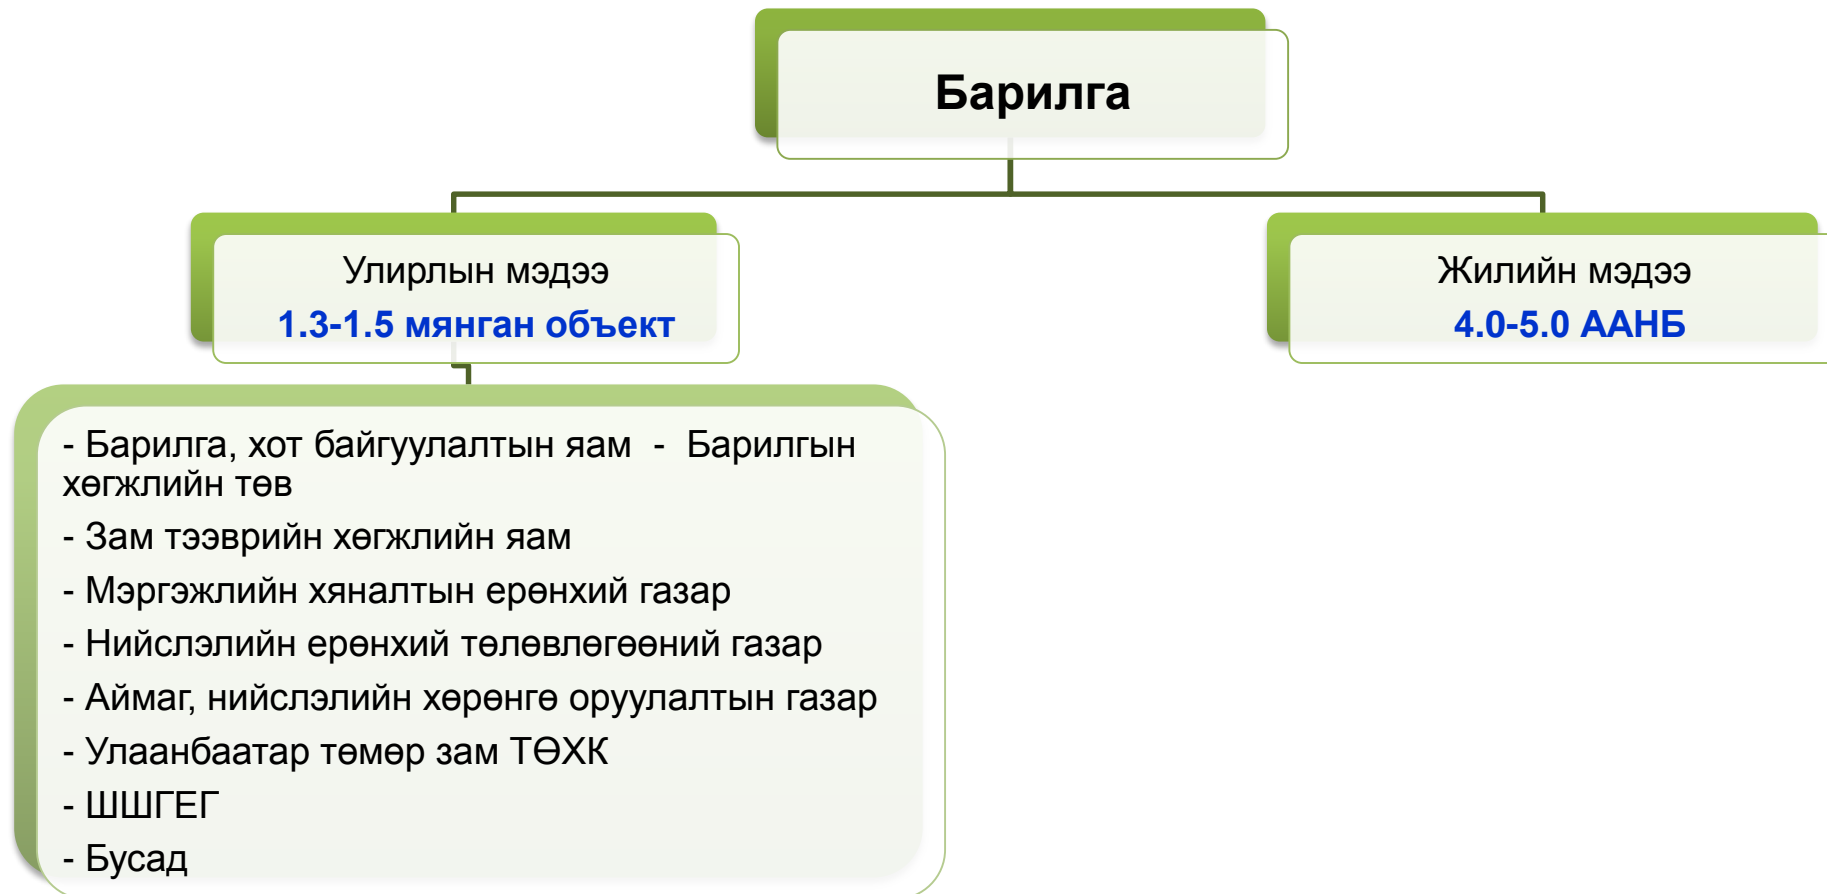 Барилга
Улирлын мэдээ
1.3-1.5 мянган объект
Жилийн мэдээ
4.0-5.0 ААНБ
- Барилга, хот байгуулалтын яам - Барилгын
хөгжлийн төв
- Зам тээврийн хөгжлийн яам
- Мэргэжлийн хяналтын ерөнхий газар
- Нийслэлийн ерөнхий төлөвлөгөөний газар
- Аймаг, нийслэлийн хөрөнгө оруулалтын газар
- Улаанбаатар төмөр зам ТӨХК
- ШШГЕГ
- Бусад